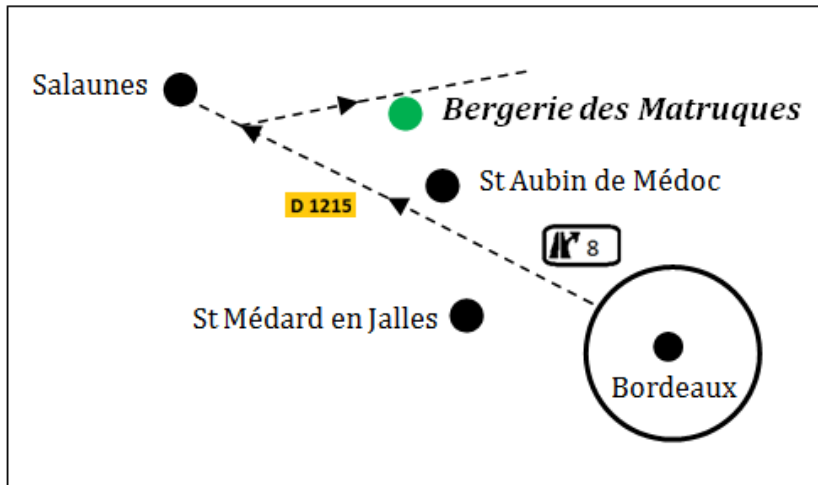 Salaunes
Bergerie des Matruques
St Aubin de Médoc
D 1215
8
St Médard en Jalles
Bordeaux